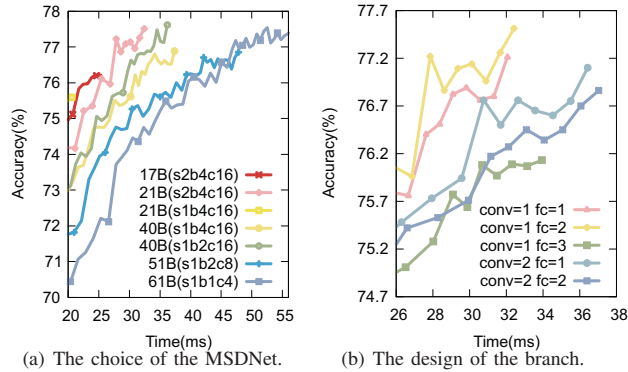 78
77
76
75
74
73
72
71
70
Accuracy(%)
17B(s2b4c16)
21B(s2b4c16)
21B(s1b4c16)
40B(s1b4c16)
40B(s1b2c16)
51B(s1b2c8)
61B(s1b1c4)
20 25 30 35 40 45 50 55
Time(ms)
(a) The choice of the MSDNet.
77.7
77.2
76.7
76.2
75.7
75.2
74.7
Accuracy(%)
conv=1 fc=1
conv=1 fc=2
conv=1 fc=3
conv=2 fc=1
conv=2 fc=2
26 28 30 32 34 36 38
Time(ms)
(b) The design of the branch.